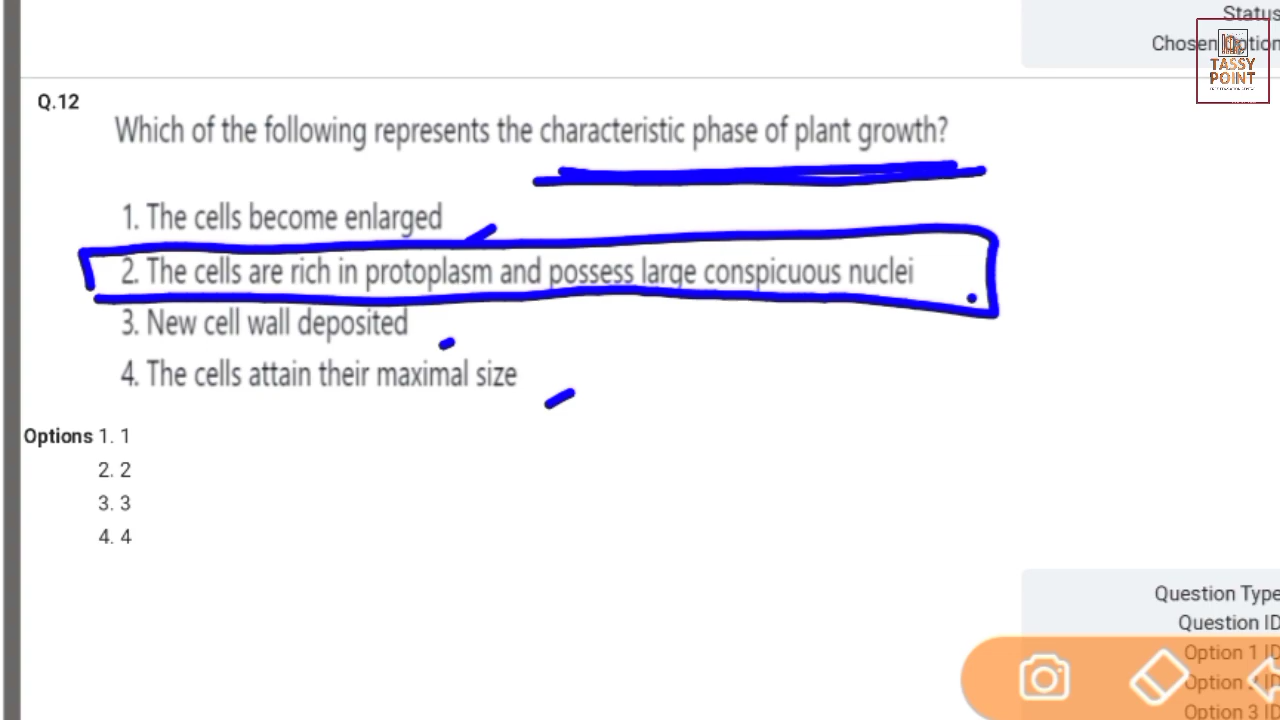 Status
Chosen Option
TASSY
POINT
Q.12
Which of the following represents the characteristic phase of plant growth?
1. The cells become enlarged
2. The cells are rich in protoplasm and possess large conspicuous nuclei
3. New cell wall deposited
4. The cells attain their maximal size
Options 1. 1
2. 2
3. 3
4. 4
Question Type
Question ID
Option 1 ID
Option 2 ID
Option 3 ID